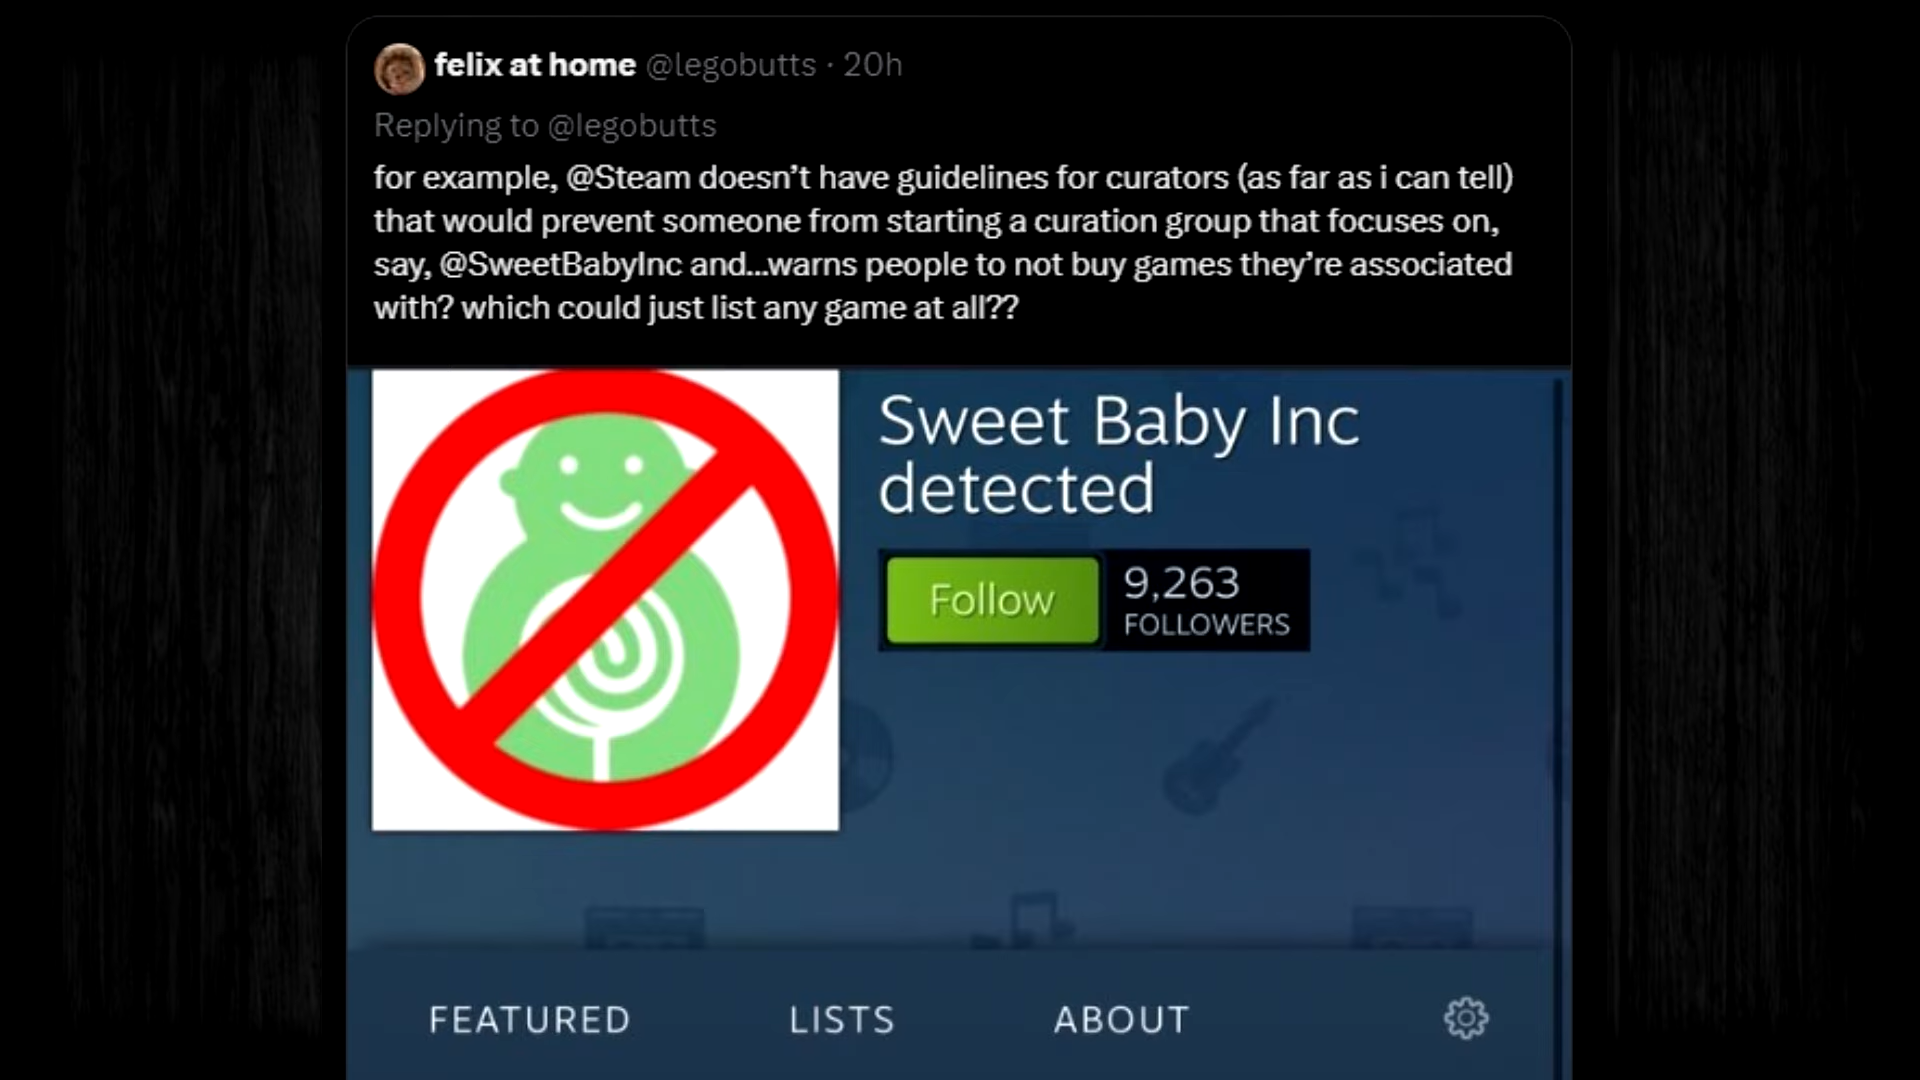 felix at home @legobutts · 20h
Replying to @legobutts
for example, @Steam doesn’t have guidelines for curators (as far as i can tell)
that would prevent someone from starting a curation group that focuses on,
say, @SweetBabyInc and...warns people to not buy games they’re associated
with? which could just list any game at all??
Sweet Baby Inc
detected
Follow
9,263
FOLLOWERS
FEATURED LISTS ABOUT